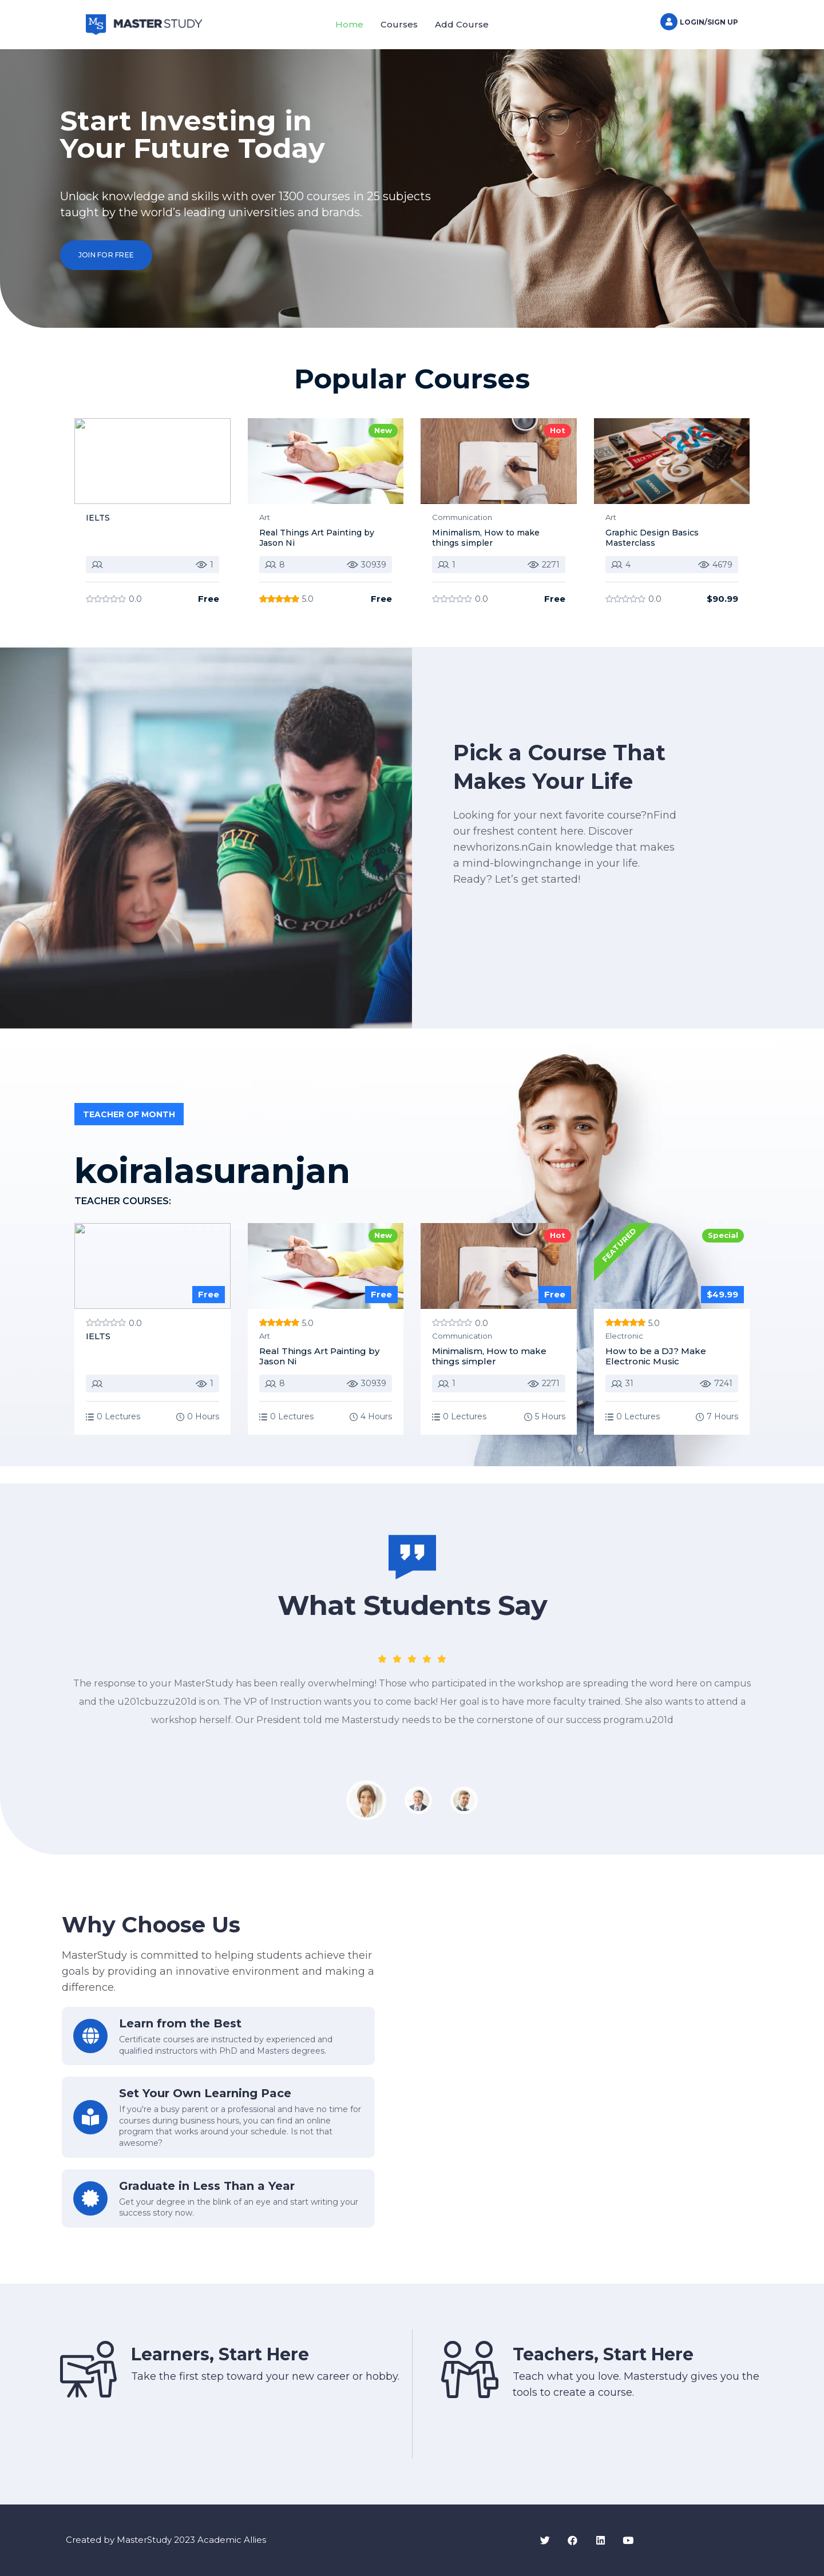 MS MASTERSTUDY
Home Courses Add Course
LOGIN/SIGN UP
Start Investing in
Your Future Today
Unlock knowledge and skills with over 1300 courses in 25 subjects
taught by the world's leading universities and brands.
JOIN FOR FREE
Popular Courses
IELTS
1
0.0 Free
New
Art
Real Things Art Painting by
Jason Ni
8 30939
5.0 Free
Hot
Communication
Minimalism, How to make
things simpler
1 2271
0.0 Free
Art
Graphic Design Basics
Masterclass
4 4679
0.0 $90.99
Pick a Course That
Makes Your Life
Looking for your next favorite course?nFind
our freshest content here. Discover
newhorizons.nGain knowledge that makes
a mind-blowingnchange in your life.
Ready? Let's get started!
TEACHER OF MONTH
koiralasuranjan
TEACHER COURSES:
Free
0.0
IELTS
1
0 Lectures 0 Hours
New
Free
5.0
Art
Real Things Art Painting by
Jason Ni
8 30939
0 Lectures 4 Hours
Hot
Free
0.0
Communication
Minimalism, How to make
things simpler
1 2271
0 Lectures 5 Hours
FEATURED
Special
$49.99
5.0
Electronic
How to be a DJ? Make
Electronic Music
31 7241
0 Lectures 7 Hours
What Students Say
The response to your MasterStudy has been really overwhelming! Those who participated in the workshop are spreading the word here on campus
and the u201cbuzzu201d is on. The VP of Instruction wants you to come back! Her goal is to have more faculty trained. She also wants to attend a
workshop herself. Our President told me Masterstudy needs to be the cornerstone of our success program.u201d
Why Choose Us
MasterStudy is committed to helping students achieve their
goals by providing an innovative environment and making a
difference.
Learn from the Best
Certificate courses are instructed by experienced and
qualified instructors with PhD and Masters degrees.
Set Your Own Learning Pace
If you're a busy parent or a professional and have no time for
courses during business hours, you can find an online
program that works around your schedule. Is not that
awesome?
Graduate in Less Than a Year
Get your degree in the blink of an eye and start writing your
success story now.
Learners, Start Here
Take the first step toward your new career or hobby.
Teachers, Start Here
Teach what you love. Masterstudy gives you the
tools to create a course.
Created by MasterStudy 2023 Academic Allies